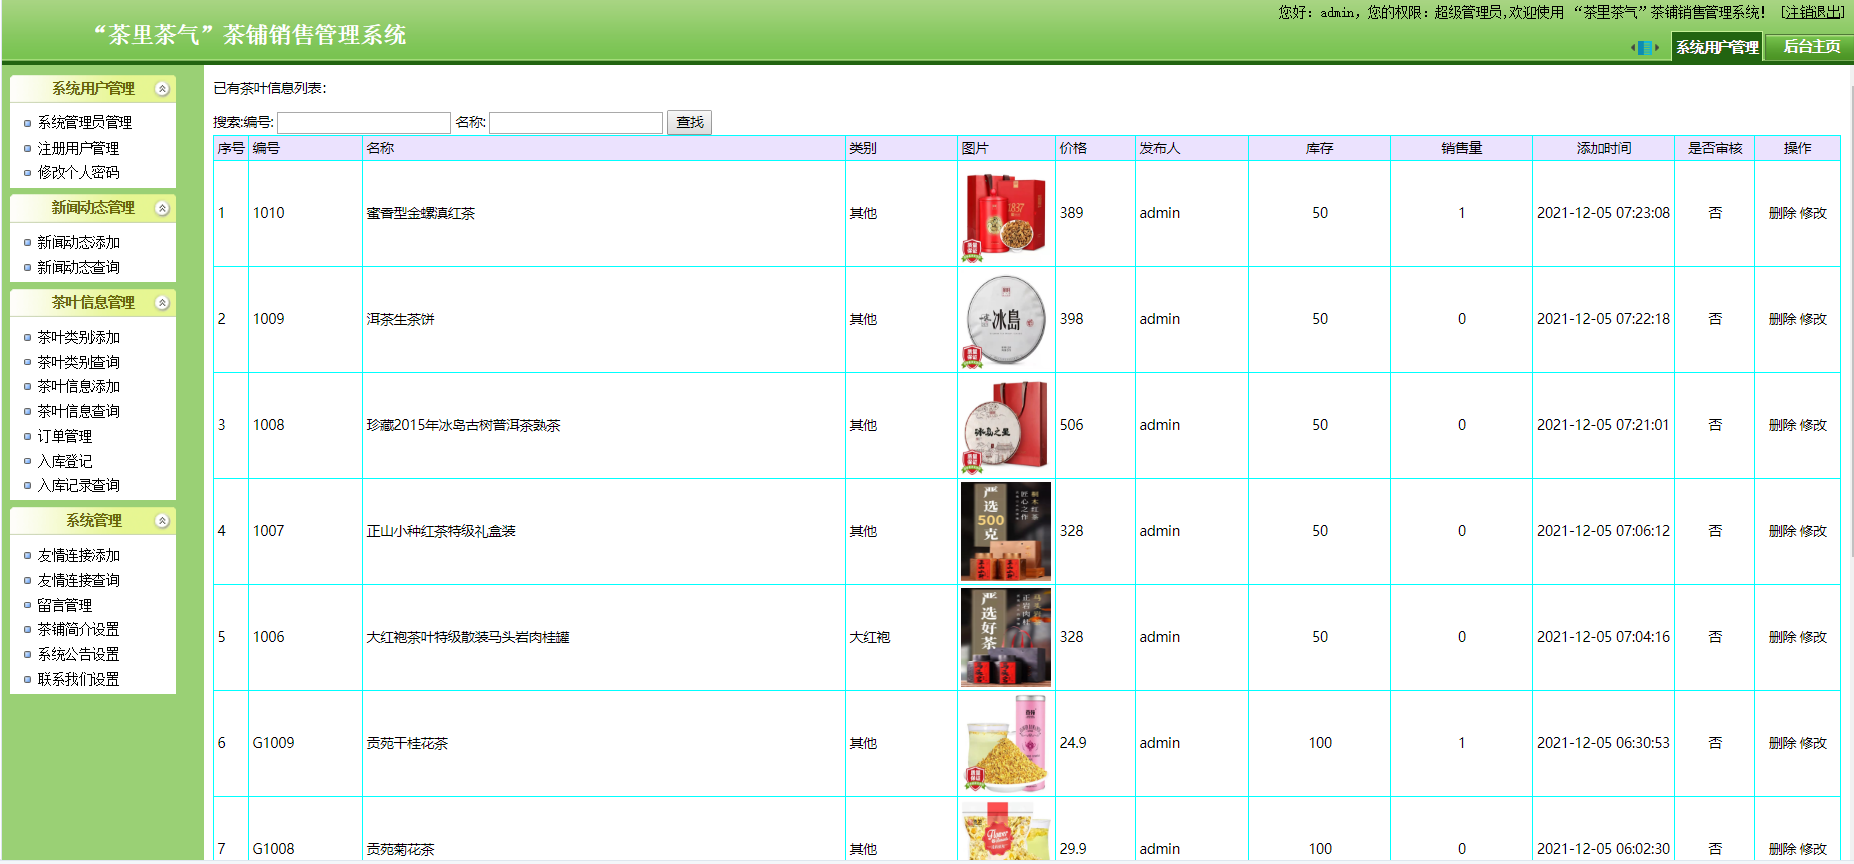 您好：admin，您的权限：超级管理员,欢迎使用 “茶里茶气”茶铺销售管理系统！ [注销退出]
“茶里茶气”茶铺销售管理系统
系统用户管理 后台主页
系统用户管理
系统管理员管理
注册用户管理
修改个人密码
新闻动态管理
新闻动态添加
新闻动态查询
茶叶信息管理
茶叶类别添加
茶叶类别查询
茶叶信息添加
茶叶信息查询
订单管理
入库登记
入库记录查询
系统管理
友情连接添加
友情连接查询
留言管理
茶铺简介设置
系统公告设置
联系我们设置
已有茶叶信息列表：
搜索:编号: 名称: 查找
序号 编号 名称 类别 图片 价格 发布人 库存 销售量 添加时间 是否审核 操作
1 1010 蜜香型金螺滇红茶 其他 389 admin 50 1 2021-12-05 07:23:08 否 删除 修改
1837
2 1009 洱茶生茶饼 其他 398 admin 50 0 2021-12-05 07:22:18 否 删除 修改
冰島
3 1008 珍藏2015年冰岛古树普洱茶熟茶 其他 506 admin 50 0 2021-12-05 07:21:01 否 删除 修改
冰島之星
4 1007 正山小种红茶特级礼盒装 其他 328 admin 50 0 2021-12-05 07:06:12 否 删除 修改
严选500克
匠心之作
桐木红茶
5 1006 大红袍茶叶特级散装马头岩肉桂罐 大红袍 328 admin 50 0 2021-12-05 07:04:16 否 删除 修改
严选好茶
正岩肉桂
马头岩
6 G1009 贡苑干桂花茶 其他 24.9 admin 100 1 2021-12-05 06:30:53 否 删除 修改
7 G1008 贡苑菊花茶 其他 29.9 admin 100 0 2021-12-05 06:02:30 否 删除 修改
Flower